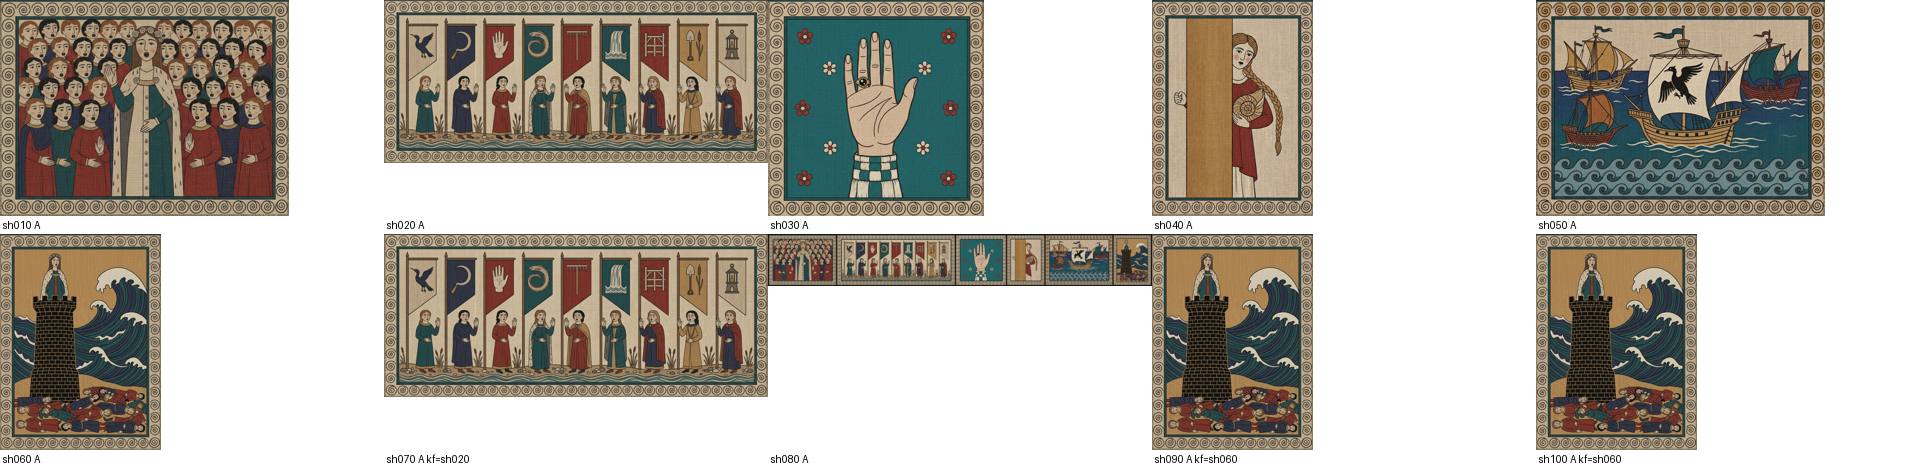 sh010 A
sh020 A
sh030 A
sh040 A
sh050 A
sh060 A
sh070 A kf=sh020
sh080 A
sh090 A kf=sh060
sh100 A kf=sh060